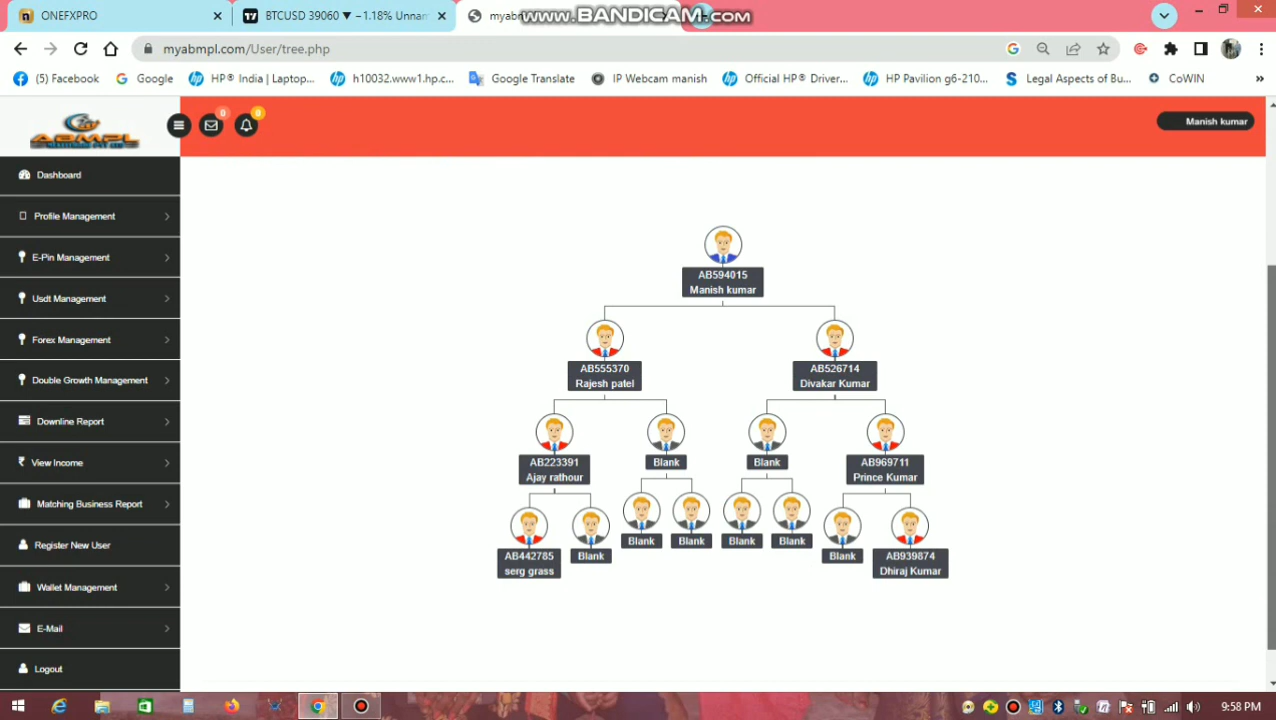 ONEFXPRO
BTCUSD 39060 ▼ −1.18% Unnam
myabm
WWW.BANDICAM.COM
myabmpl.com/User/tree.php
(5) Facebook
Google
HP® India | Laptop...
h10032.www1.hp.c...
Google Translate
IP Webcam manish
Official HP® Driver...
HP Pavilion g6-210...
Legal Aspects of Bu...
CoWIN
»
ABMPL
0
0
Manish kumar
Dashboard
Profile Management
E-Pin Management
Usdt Management
Forex Management
Double Growth Management
Downline Report
View Income
Matching Business Report
Register New User
Wallet Management
E-Mail
Logout
AB594015
Manish kumar
AB555370
Rajesh patel
AB526714
Divakar Kumar
AB223391
Ajay rathour
Blank
Blank
AB969711
Prince Kumar
AB442785
serg grass
Blank
Blank
Blank
Blank
Blank
Blank
AB939874
Dhiraj Kumar
9:58 PM